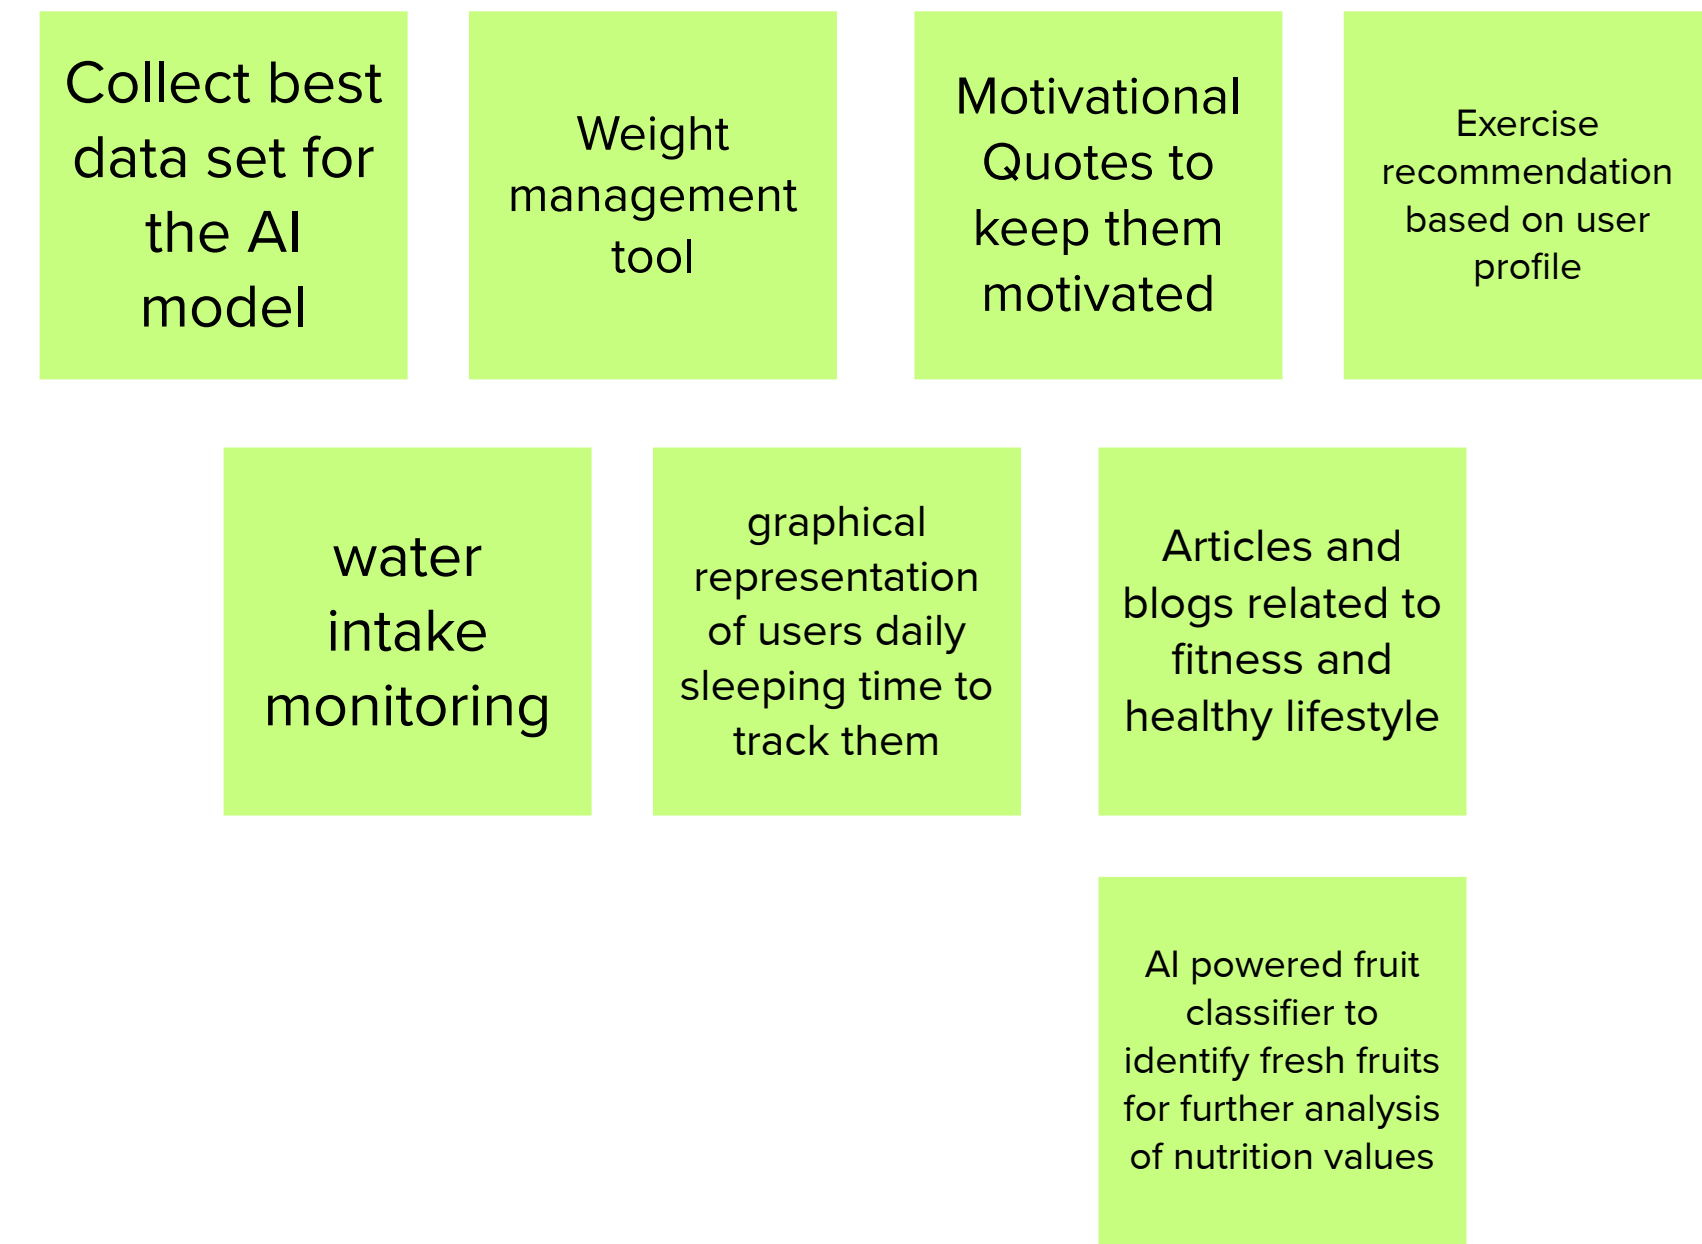 Collect best
data set for
the AI
model
Weight
management
tool
Motivational
Quotes to
keep them
motivated
Exercise
recommendation
based on user
profile
water
intake
monitoring
graphical
representation
of users daily
sleeping time to
track them
Articles and
blogs related to
fitness and
healthy lifestyle
AI powered fruit
classifier to
identify fresh fruits
for further analysis
of nutrition values